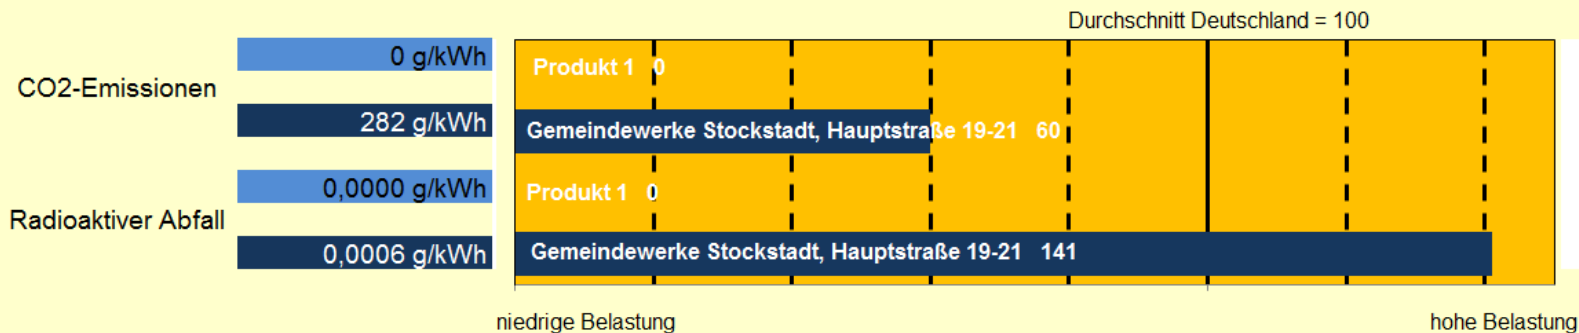 Durchschnitt Deutschland = 100
CO2-Emissionen
0 g/kWh
Produkt 1 0
282 g/kWh
Gemeindewerke Stockstadt, Hauptstraße 19-21 60
Radioaktiver Abfall
0,0000 g/kWh
Produkt 1 0
0,0006 g/kWh
Gemeindewerke Stockstadt, Hauptstraße 19-21 141
niedrige Belastung
hohe Belastung